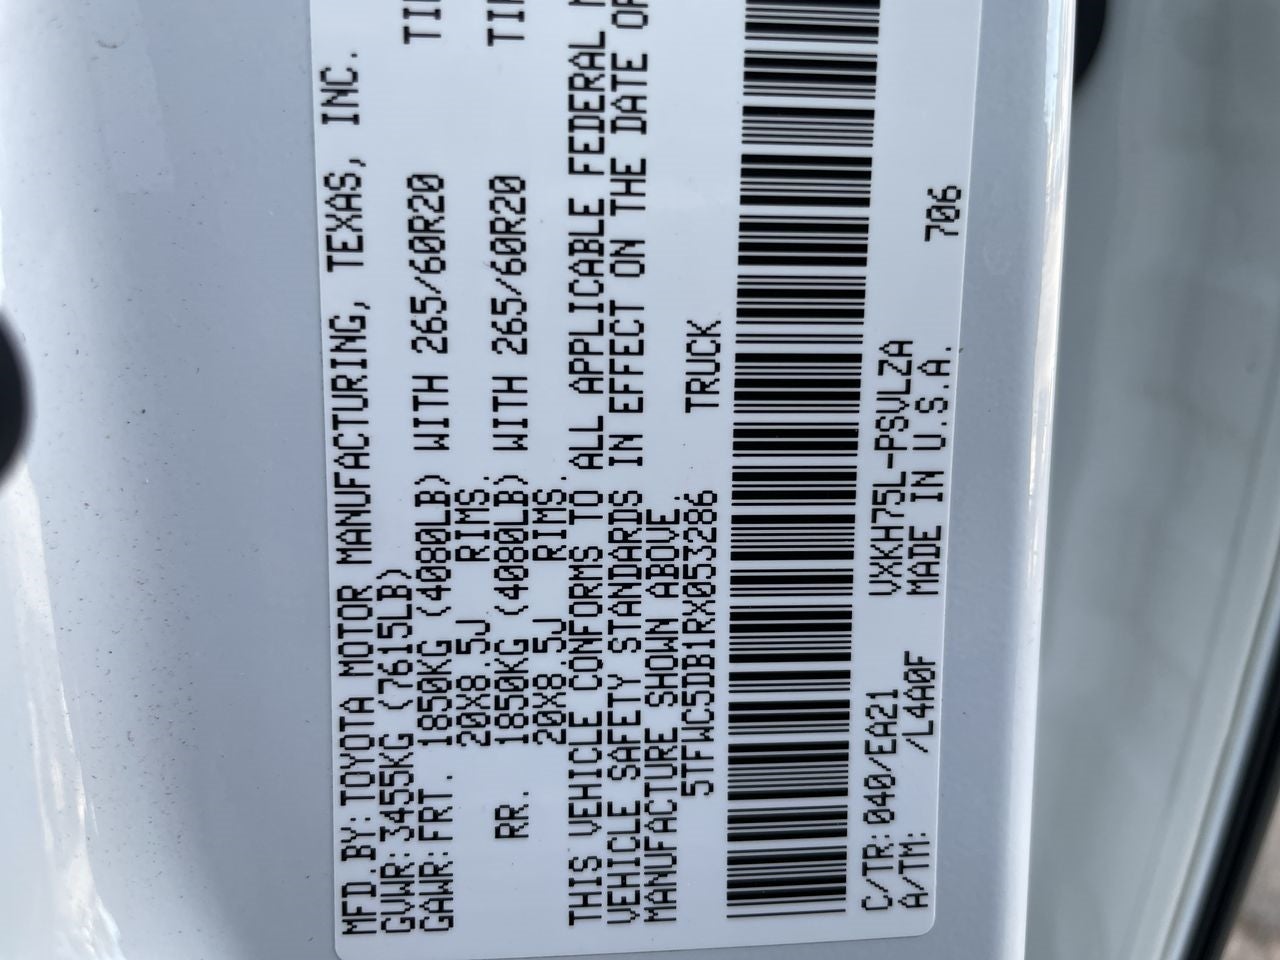 MFD.BY: TOYOTA MOTOR MANUFACTURING, TEXAS, INC.
GVWR: 3455KG (7615LB)
GAWR: FRT. 1850KG (4080LB) WITH 265/60R20
20X8.5J RIMS.
RR. 1850KG (4080LB) WITH 265/60R20
20X8.5J RIMS.
THIS VEHICLE CONFORMS TO ALL APPLICABLE FEDERAL
VEHICLE SAFETY STANDARDS IN EFFECT ON THE DATE OF
MANUFACTURE SHOWN ABOVE.
5TFWC5DB1RX053286 TRUCK
C/TR: 040/EA21 VXKH75L-PSVLZA
A/TM: /L4A0F MADE IN U.S.A. 706